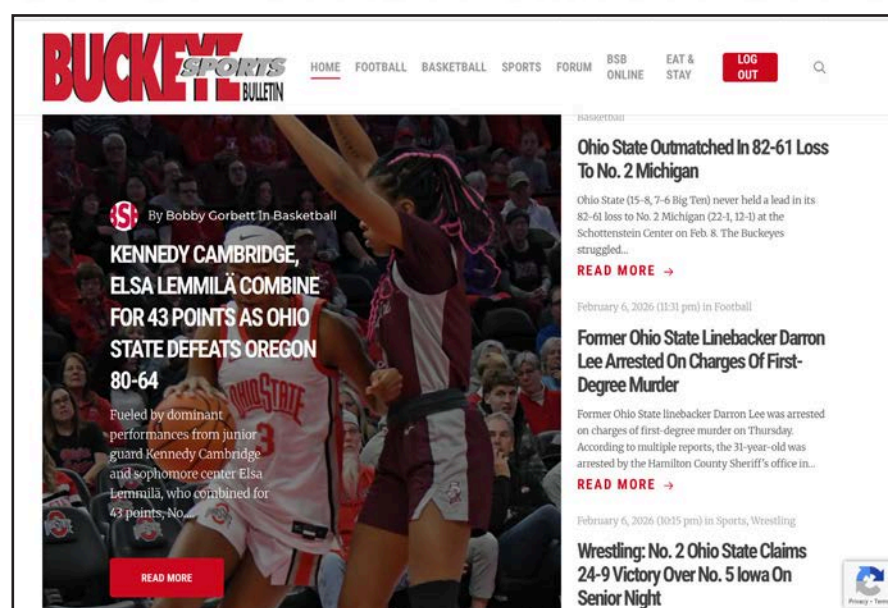 BUCKEYE
SPORTS
BULLETIN
HOME FOOTBALL BASKETBALL SPORTS FORUM BSB ONLINE EAT & STAY LOG OUT
BSB By Bobby Gorbett In Basketball
KENNEDY CAMBRIDGE,
ELSA LEMMILÄ COMBINE
FOR 43 POINTS AS OHIO
STATE DEFEATS OREGON
80-64
Fueled by dominant
performances from junior
guard Kennedy Cambridge
and sophomore center Elsa
Lemmilä, who combined for
43 points, No....
READ MORE
OHIO STATE
3
Basketball
Ohio State Outmatched In 82-61 Loss
To No. 2 Michigan
Ohio State (15-8, 7-6 Big Ten) never held a lead in its
82-61 loss to No. 2 Michigan (22-1, 12-1) at the
Schottenstein Center on Feb. 8. The Buckeyes
struggled...
READ MORE →
February 6, 2026 (11:31 pm) in Football
Former Ohio State Linebacker Darron
Lee Arrested On Charges Of First-
Degree Murder
Former Ohio State linebacker Darron Lee was arrested
on charges of first-degree murder on Thursday.
According to multiple reports, the 31-year-old was
arrested by the Hamilton County Sheriff's office in...
READ MORE →
February 6, 2026 (10:15 pm) in Sports, Wrestling
Wrestling: No. 2 Ohio State Claims
24-9 Victory Over No. 5 Iowa On
Senior Night
Privacy - Terms